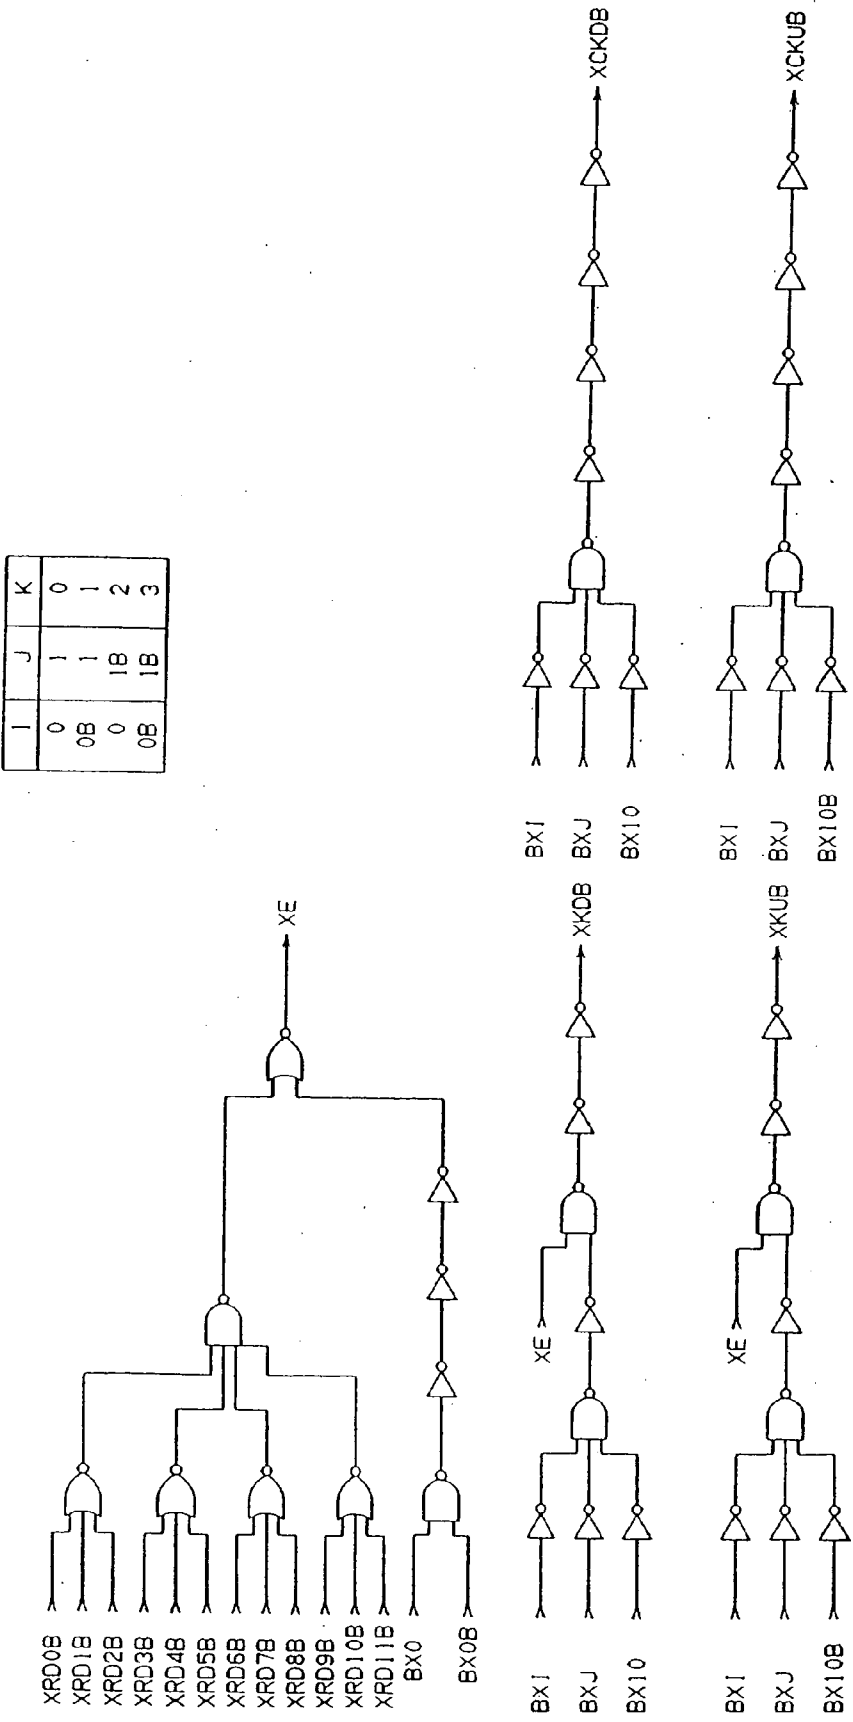 I J K
0 1 0
0B 1 1
0 1B 2
0B 1B 3
XRD0B
XRD1B
XRD2B
XRD3B
XRD4B
XRD5B
XRD6B
XRD7B
XRD8B
XRD9B
XRD10B
XRD11B
BX0
BX0B
XE
BXI
BXJ
BX10
XE
XKDB
BXI
BXJ
BX10
XCKDB
BXI
BXJ
BX10B
XE
XKUB
BXI
BXJ
BX10B
XCKUB